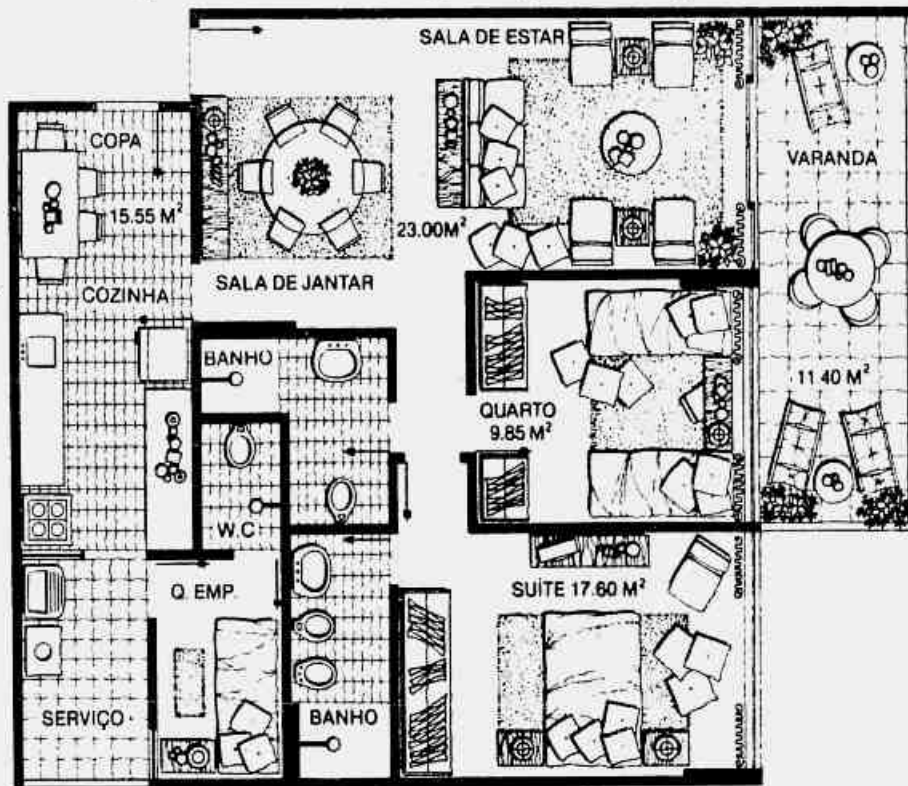 SALA DE ESTAR
COPA
VARANDA
15.55 M²
23.00M²
SALA DE JANTAR
COZINHA
BANHO
11.40 M²
QUARTO
9.85 M²
W.C
Q. EMP.
SUÍTE 17.60 M²
SERVIÇO
BANHO